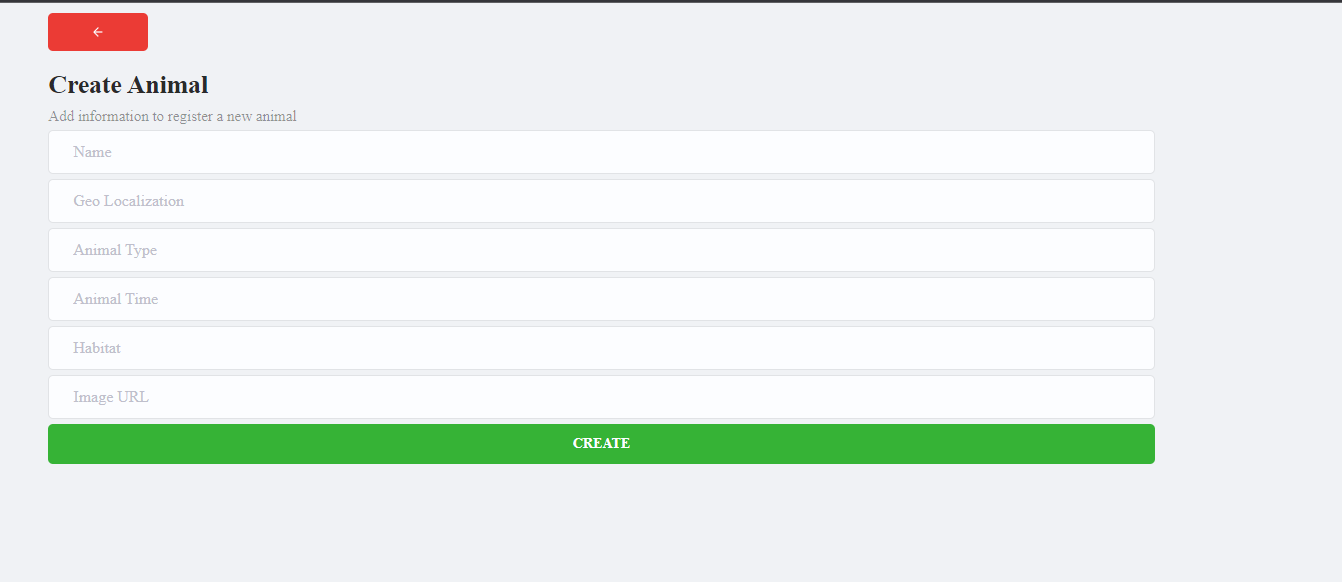 Create Animal
Add information to register a new animal
Name
Geo Localization
Animal Type
Animal Time
Habitat
Image URL
CREATE